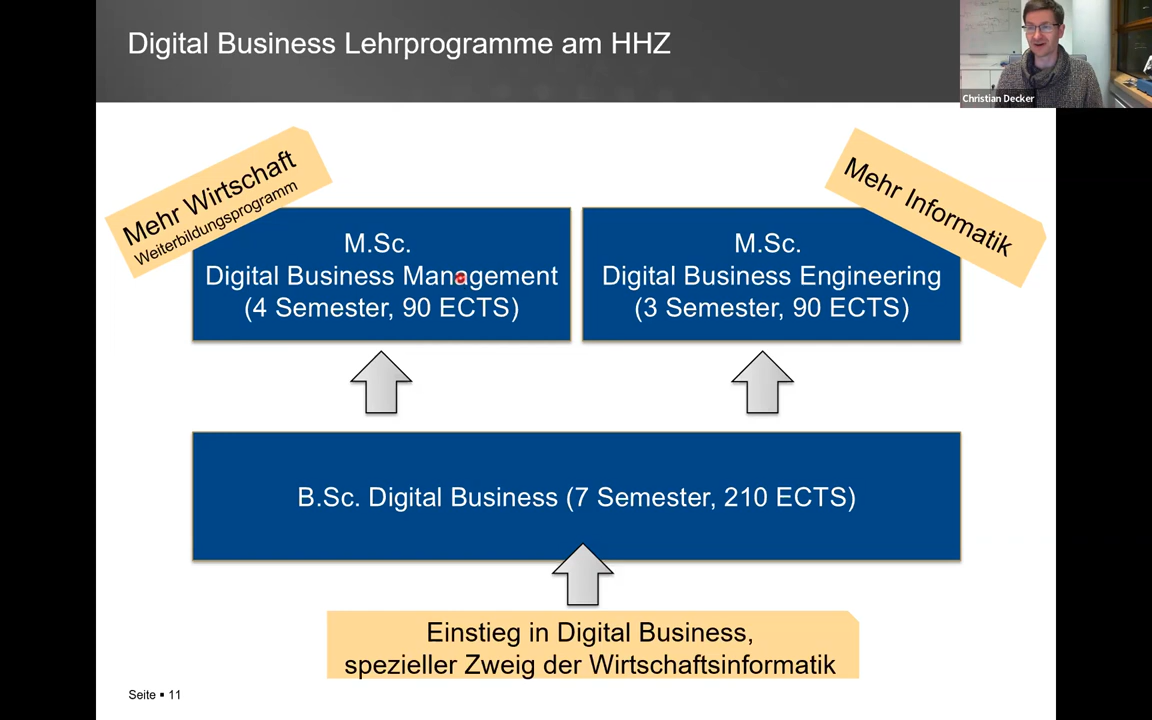 Digital Business Lehrprogramme am HHZ
Christian Decker
Mehr Wirtschaft
Weiterbildungsprogramm
Mehr Informatik
M.Sc.
Digital Business Management
(4 Semester, 90 ECTS)
M.Sc.
Digital Business Engineering
(3 Semester, 90 ECTS)
B.Sc. Digital Business (7 Semester, 210 ECTS)
Einstieg in Digital Business,
spezieller Zweig der Wirtschaftsinformatik
Seite ▪ 11